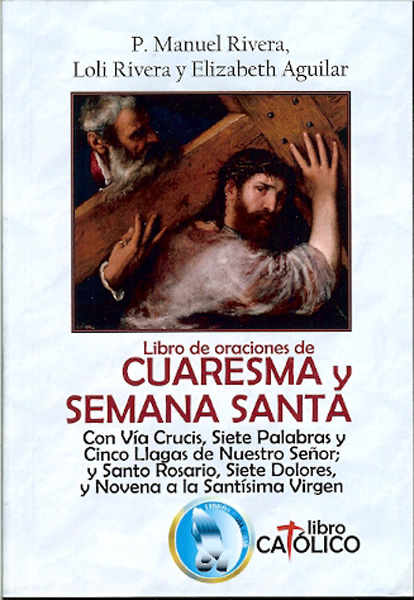 P. Manuel Rivera,
Loli Rivera y Elizabeth Aguilar
Libro de oraciones de
CUARESMA y
SEMANA SANTA
Con Vía Crucis, Siete Palabras y
Cinco Llagas de Nuestro Señor;
y Santo Rosario, Siete Dolores,
y Novena a la Santísima Virgen
libro
CATÓLICO